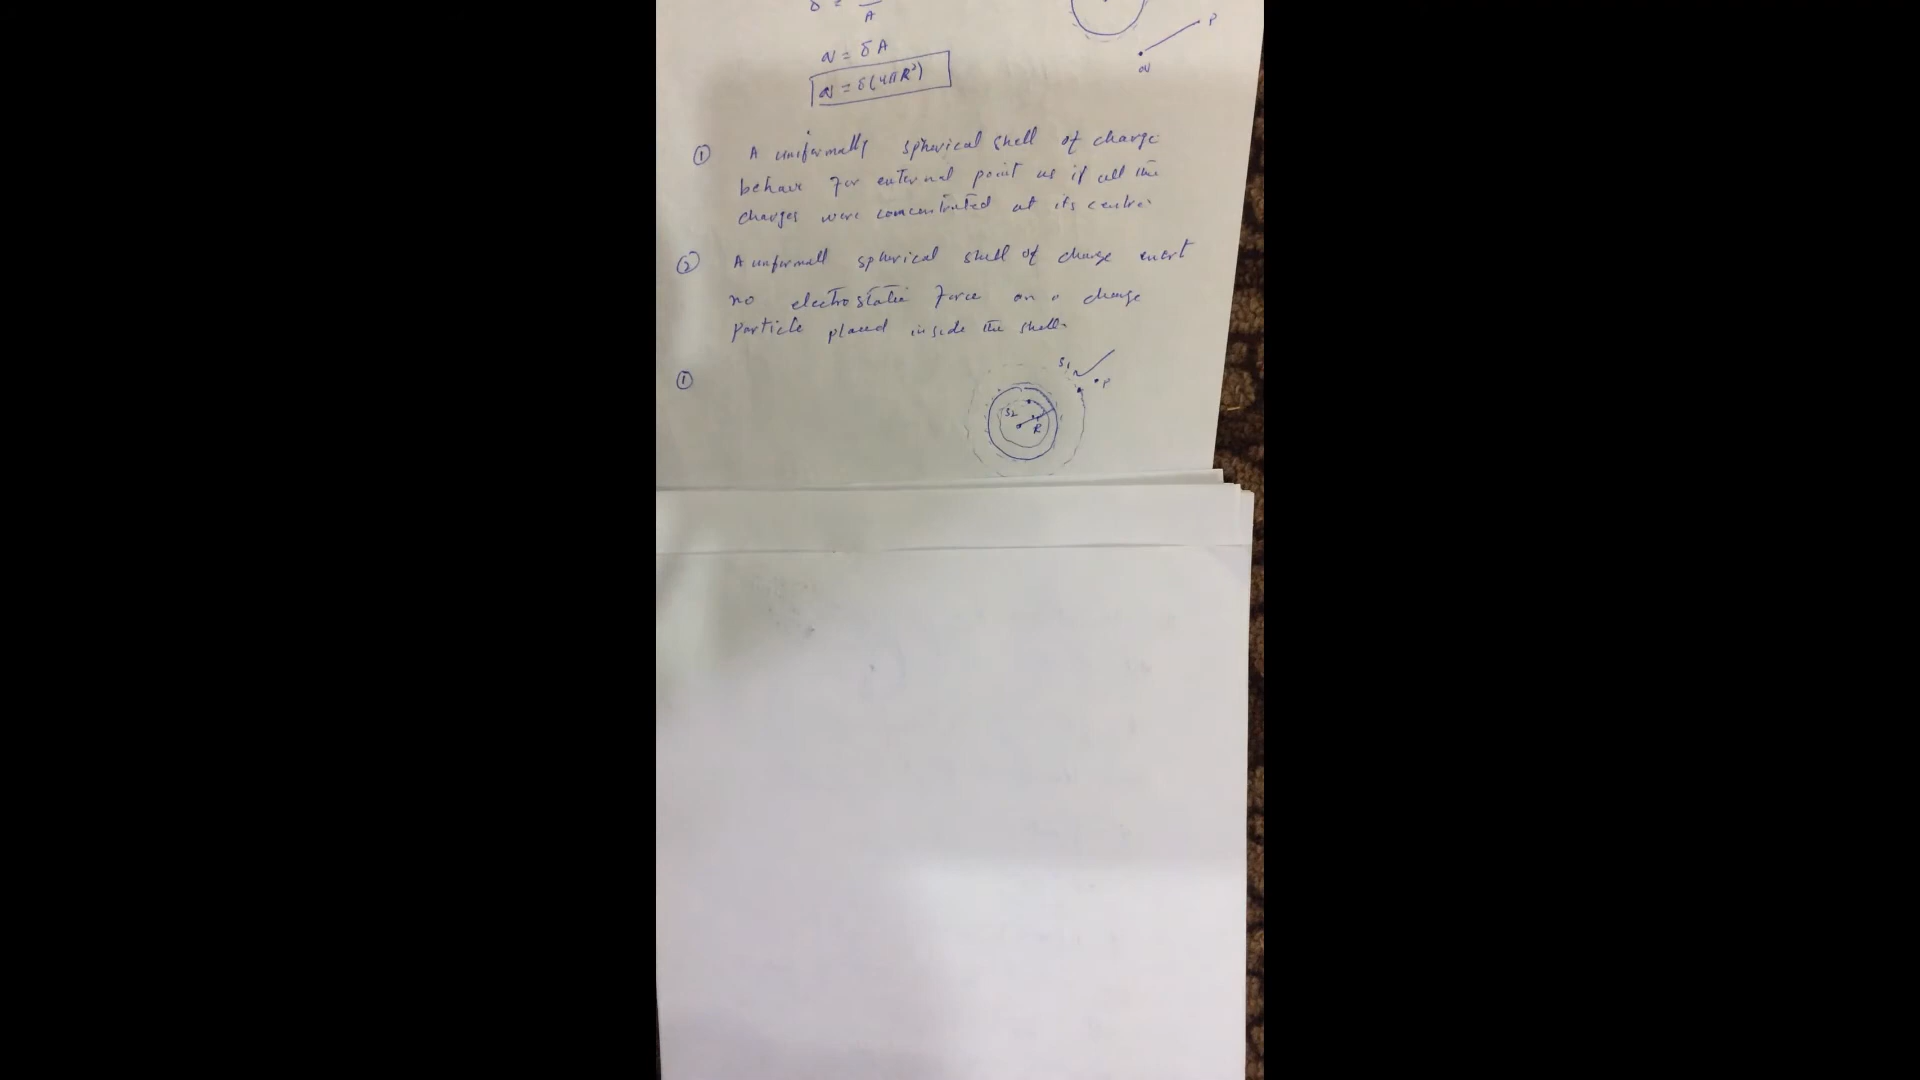 δ = / A
q = δ A
q = δ(4πR²)
P
q
① A uniformally spherical shell of charge
behave for external point as if all the
charges were concentrated at its centre.
② A unformall spherical shell of charge exert
no electrostatic force on a charge
particle placed inside the shell.
①
S₁
P
S₂
R